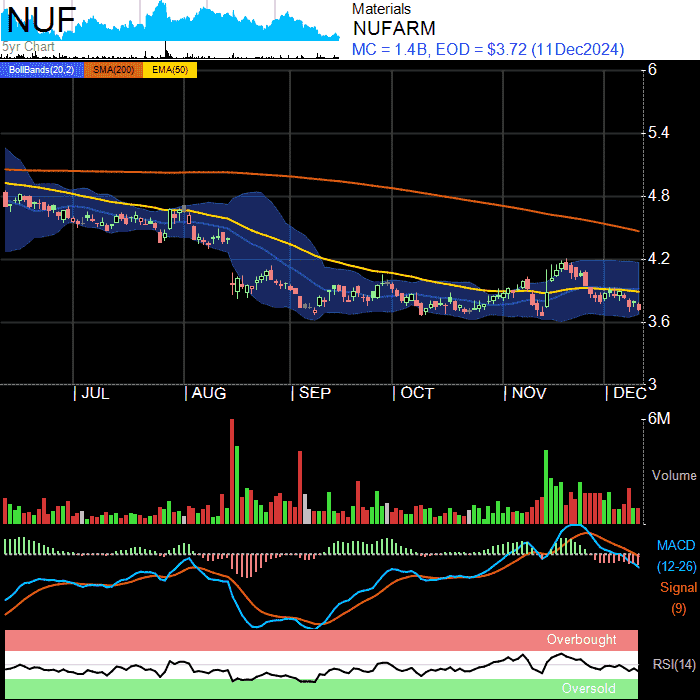 NUF
5yr Chart
Materials
NUFARM
MC = 1.4B, EOD = $3.72 (11Dec2024)
BollBands(20,2) SMA(200) EMA(50)
6
5.4
4.8
4.2
3.6
3
JUL AUG SEP OCT NOV DEC
6M
Volume
MACD
(12-26)
Signal
(9)
Overbought
RSI(14)
Oversold